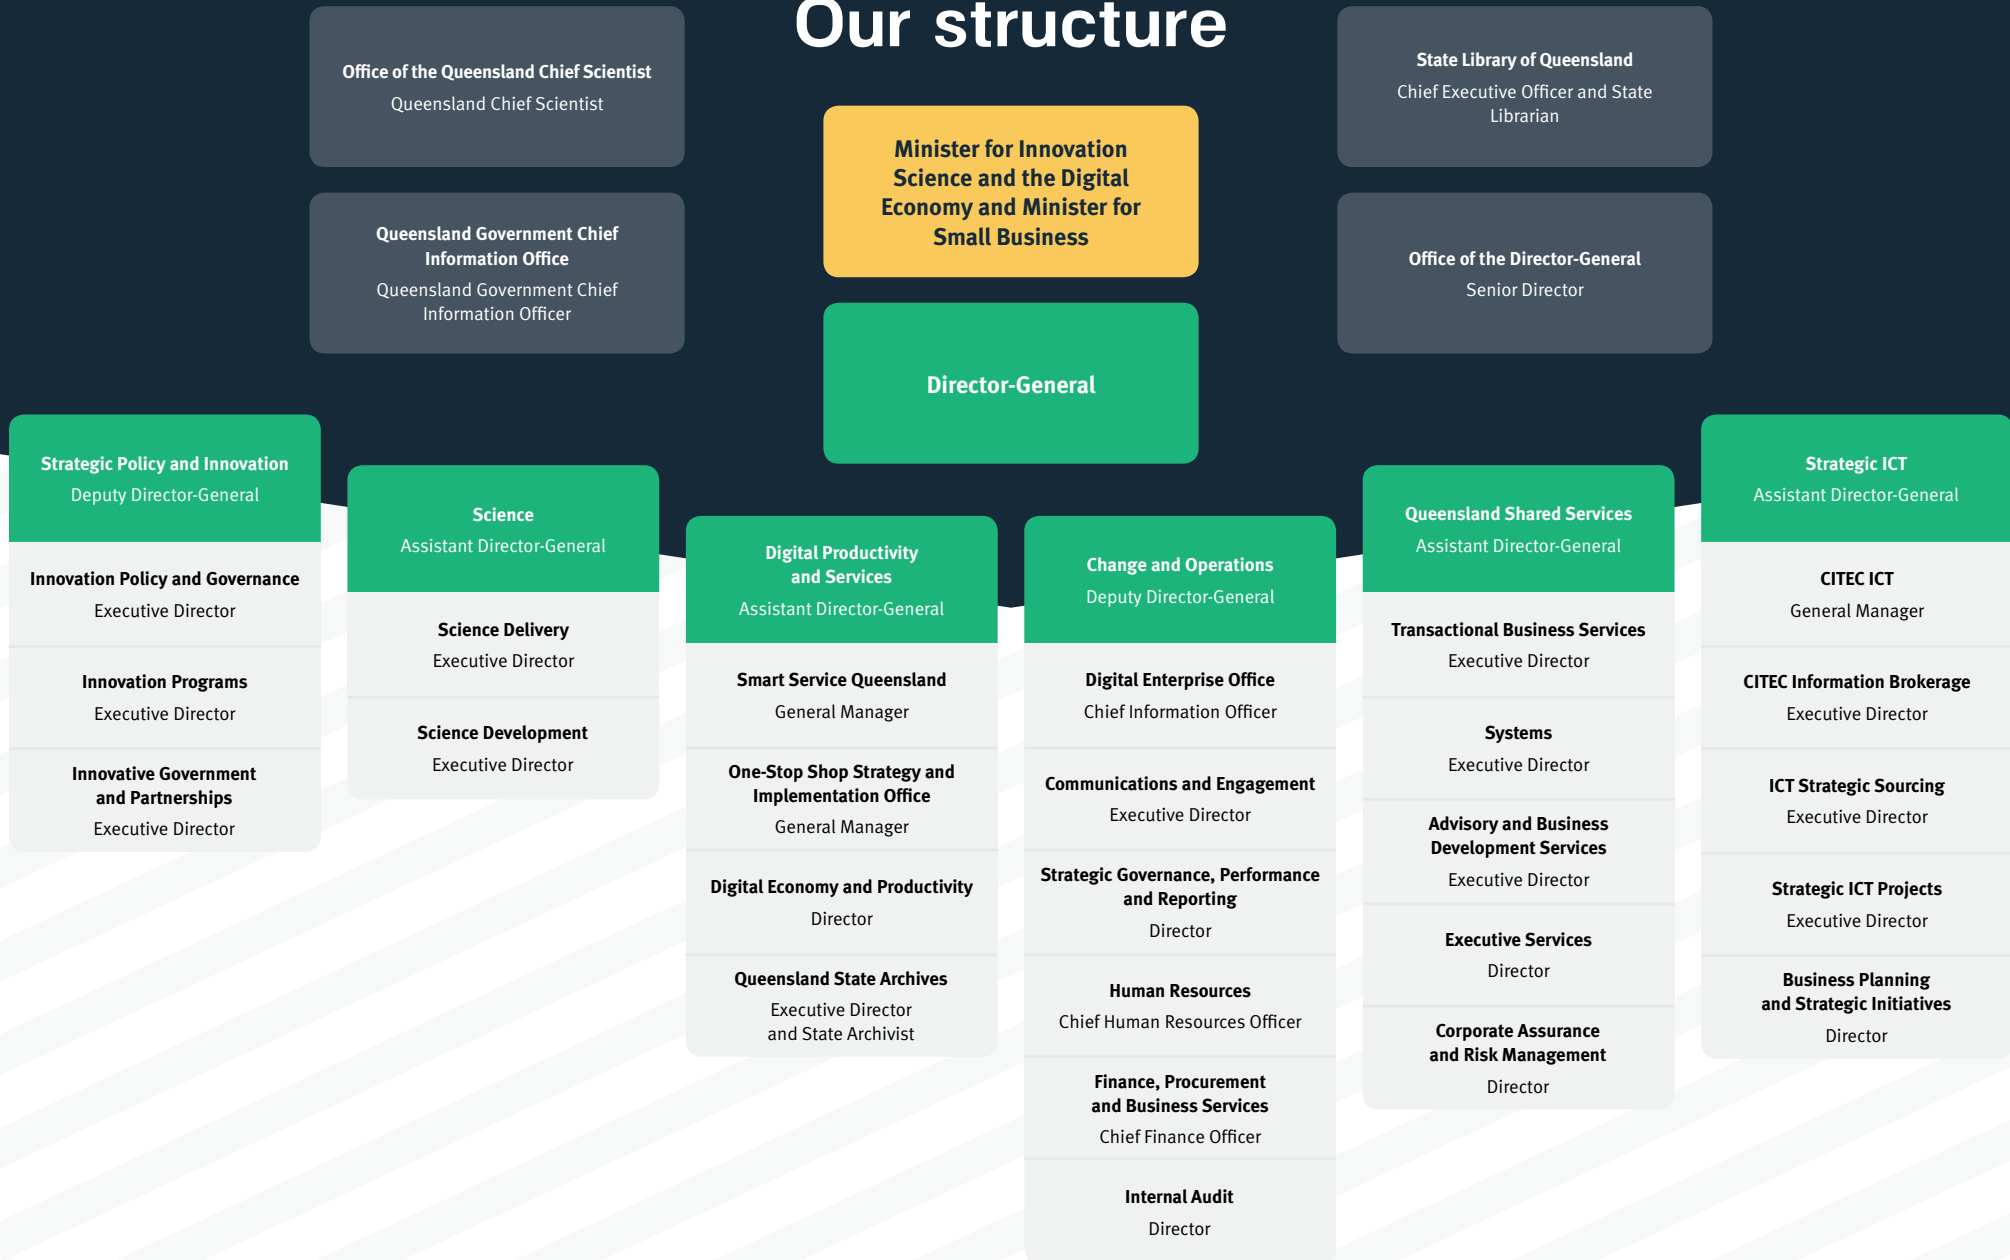 Our structure
Office of the Queensland Chief Scientist
Queensland Chief Scientist
State Library of Queensland
Chief Executive Officer and State
Librarian
Minister for Innovation
Science and the Digital
Economy and Minister for
Small Business
Queensland Government Chief
Information Office
Queensland Government Chief
Information Officer
Office of the Director-General
Senior Director
Director-General
Strategic Policy and Innovation
Deputy Director-General
Innovation Policy and Governance
Executive Director
Innovation Programs
Executive Director
Innovative Government
and Partnerships
Executive Director
Science
Assistant Director-General
Science Delivery
Executive Director
Science Development
Executive Director
Digital Productivity
and Services
Assistant Director-General
Smart Service Queensland
General Manager
One-Stop Shop Strategy and
Implementation Office
General Manager
Digital Economy and Productivity
Director
Queensland State Archives
Executive Director
and State Archivist
Change and Operations
Deputy Director-General
Digital Enterprise Office
Chief Information Officer
Communications and Engagement
Executive Director
Strategic Governance, Performance
and Reporting
Director
Human Resources
Chief Human Resources Officer
Finance, Procurement
and Business Services
Chief Finance Officer
Internal Audit
Director
Queensland Shared Services
Assistant Director-General
Transactional Business Services
Executive Director
Systems
Executive Director
Advisory and Business
Development Services
Executive Director
Executive Services
Director
Corporate Assurance
and Risk Management
Director
Strategic ICT
Assistant Director-General
CITEC ICT
General Manager
CITEC Information Brokerage
Executive Director
ICT Strategic Sourcing
Executive Director
Strategic ICT Projects
Executive Director
Business Planning
and Strategic Initiatives
Director